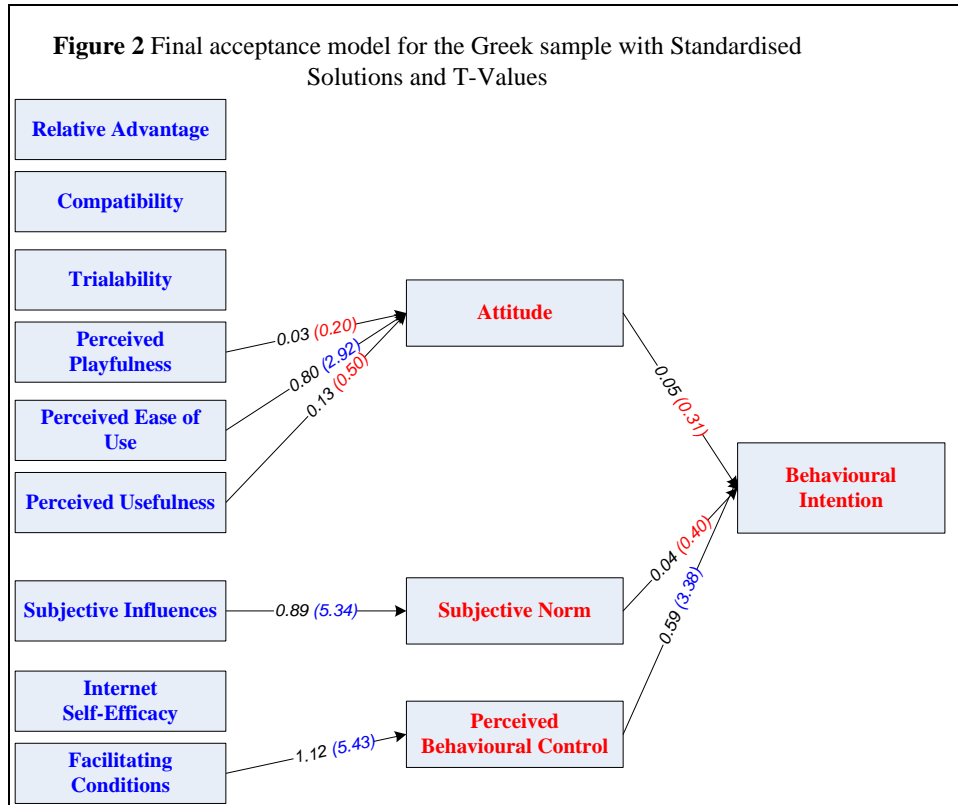 Figure 2 Final acceptance model for the Greek sample with Standardised
Solutions and T-Values
Relative Advantage
Compatibility
Trialability
Perceived
Playfulness
Perceived Ease of
Use
Perceived Usefulness
Subjective Influences
Internet
Self-Efficacy
Facilitating
Conditions
0.03 (0.20)
0.80 (2.92)
0.13 (0.50)
0.89 (5.34)
1.12 (5.43)
Attitude
Subjective Norm
Perceived
Behavioural Control
0.05 (0.31)
0.04 (0.40)
0.59 (3.38)
Behavioural
Intention